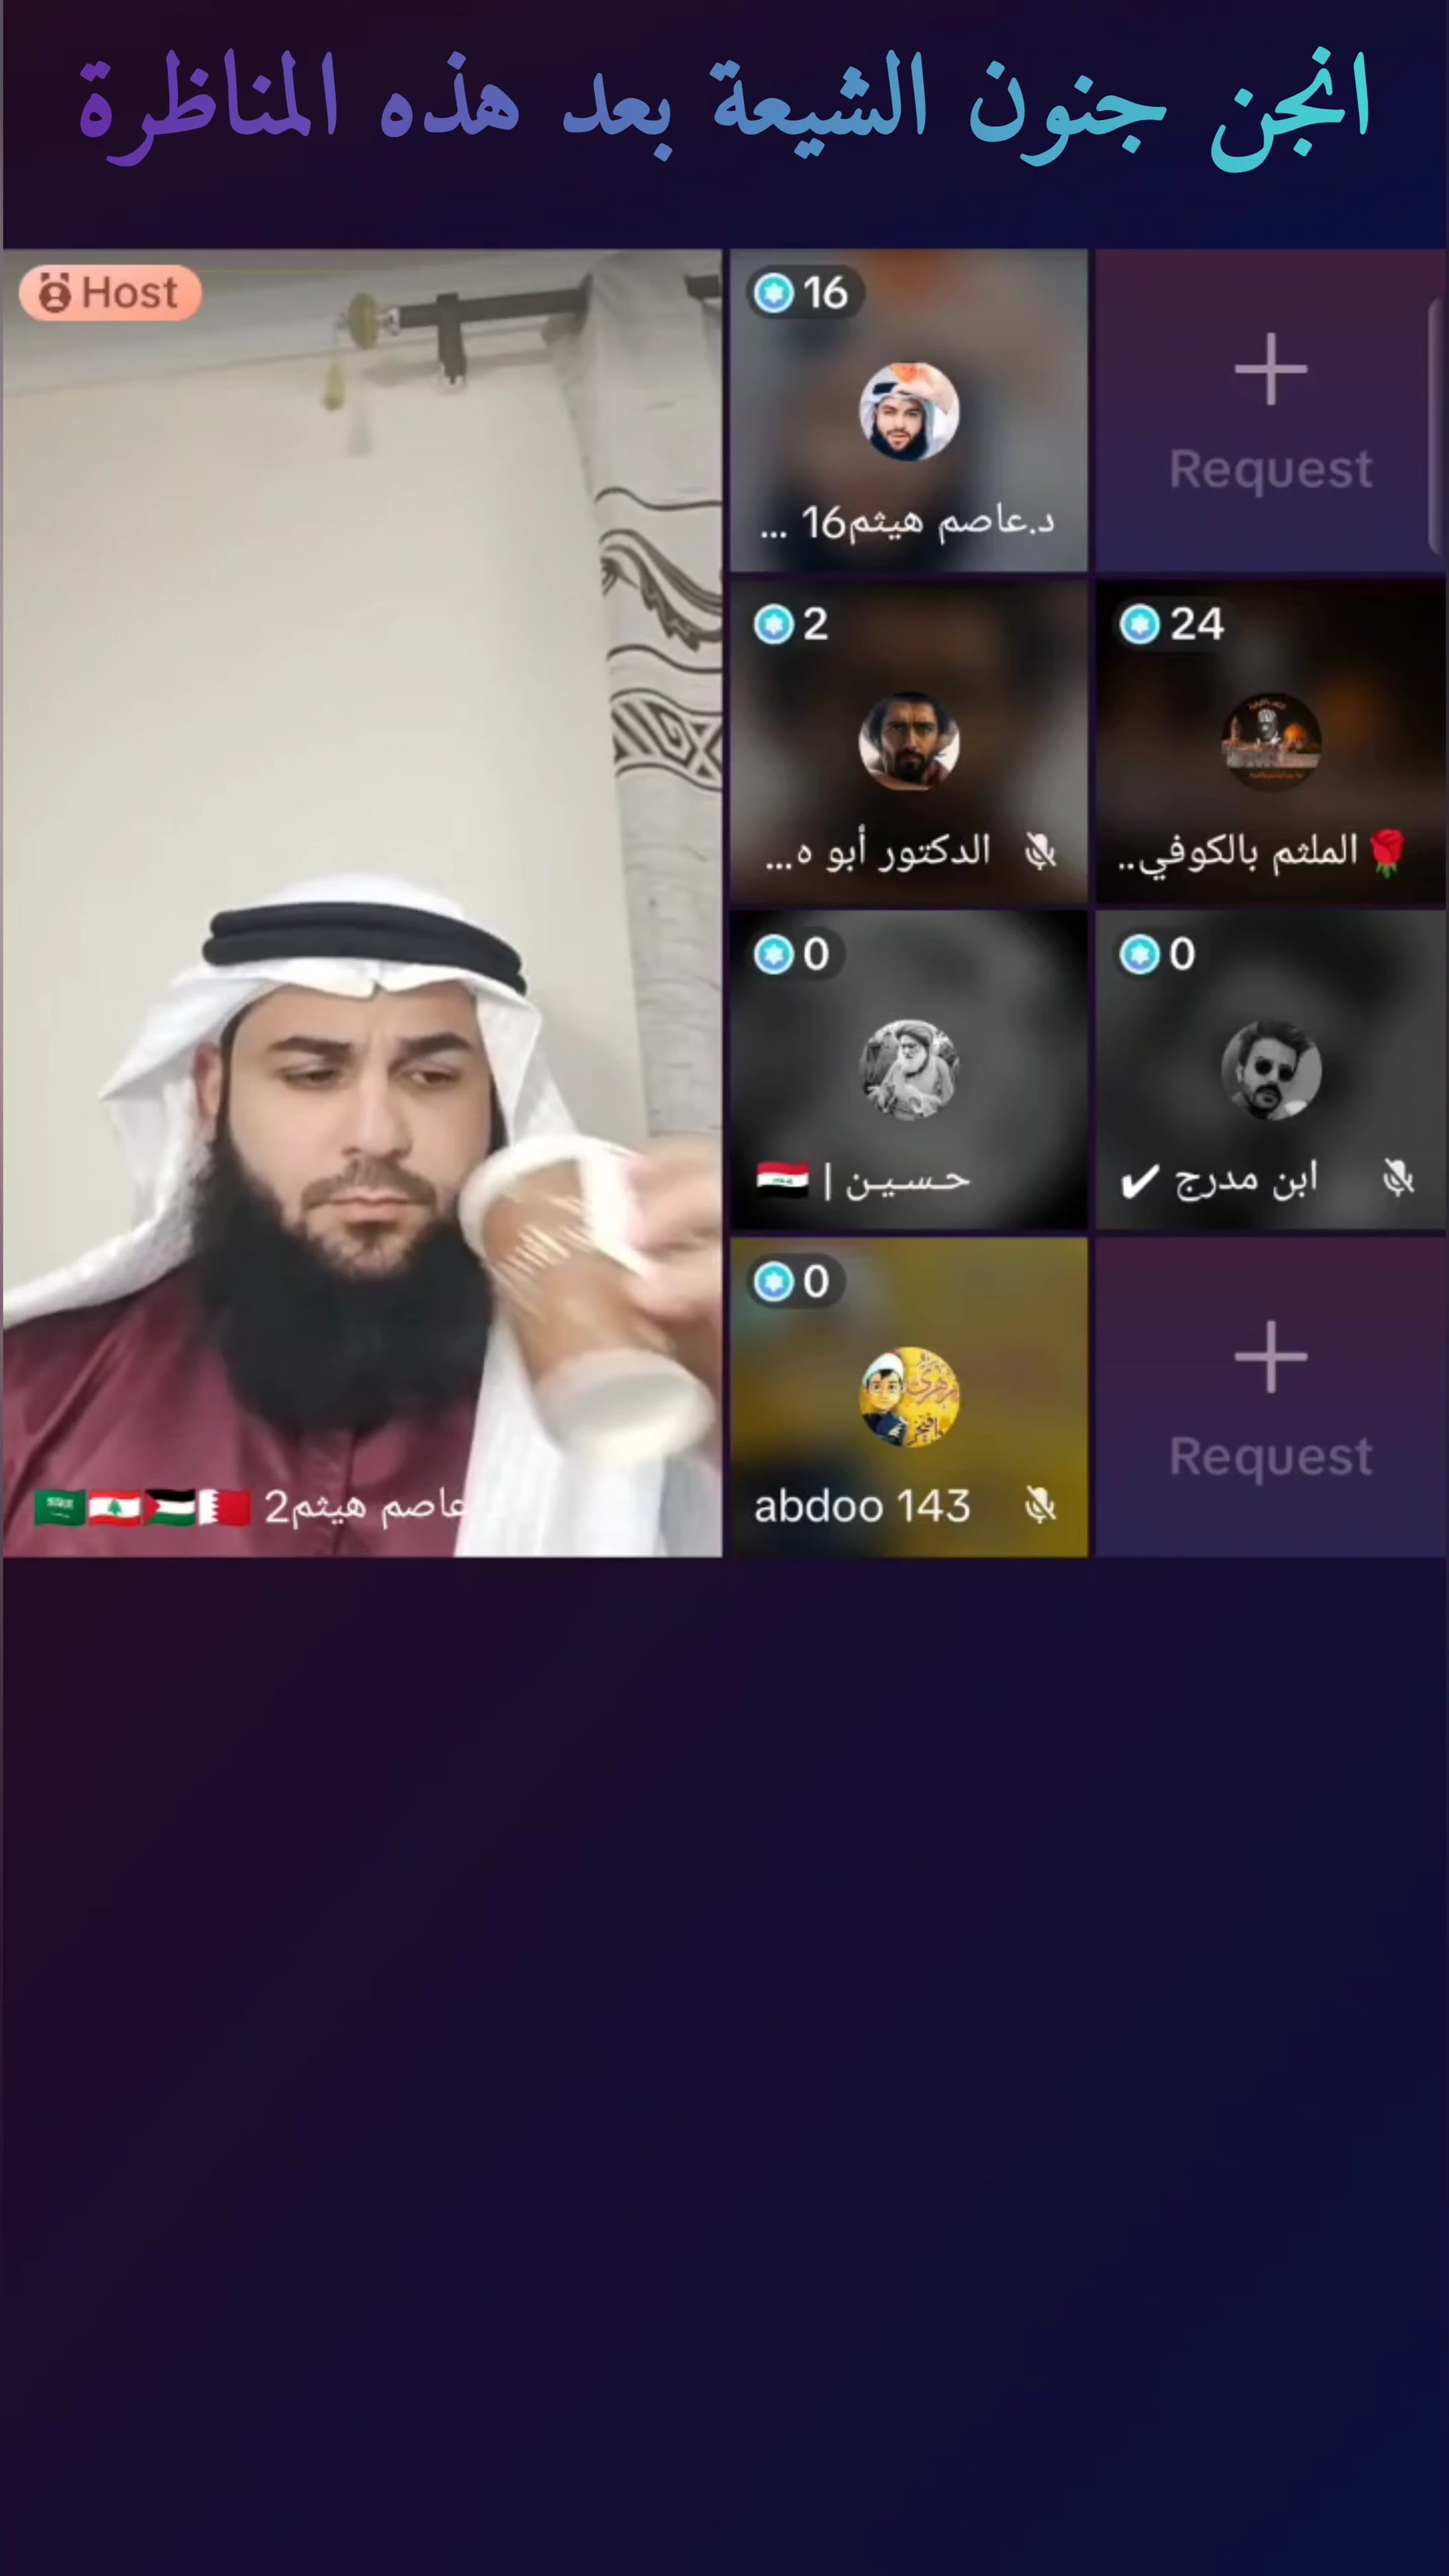 انجن جنون الشيعة بعد هذه المناظرة
Host
16
د.عاصم هيثم16 ...
Request
2
الدكتور أبو ه...
24
الملثم بالكوفي..
0
حسين |
0
ابن مدرج ✔
0
abdoo 143
Request
عاصم هيثم2